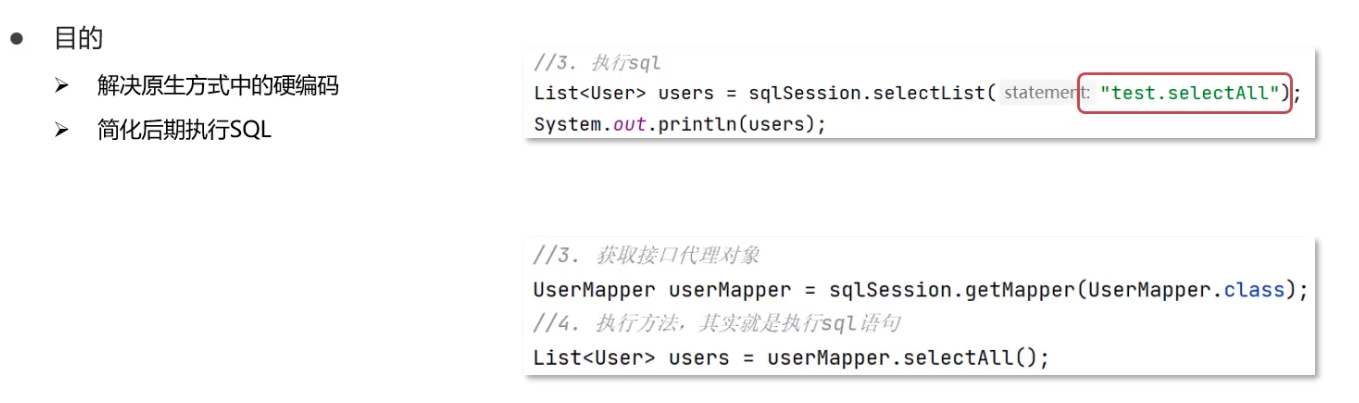 目的
解决原生方式中的硬编码
简化后期执行SQL
//3. 执行sql
List<User> users = sqlSession.selectList( statement: "test.selectAll");
System.out.println(users);
//3. 获取接口代理对象
UserMapper userMapper = sqlSession.getMapper(UserMapper.class);
//4. 执行方法，其实就是执行sql语句
List<User> users = userMapper.selectAll();